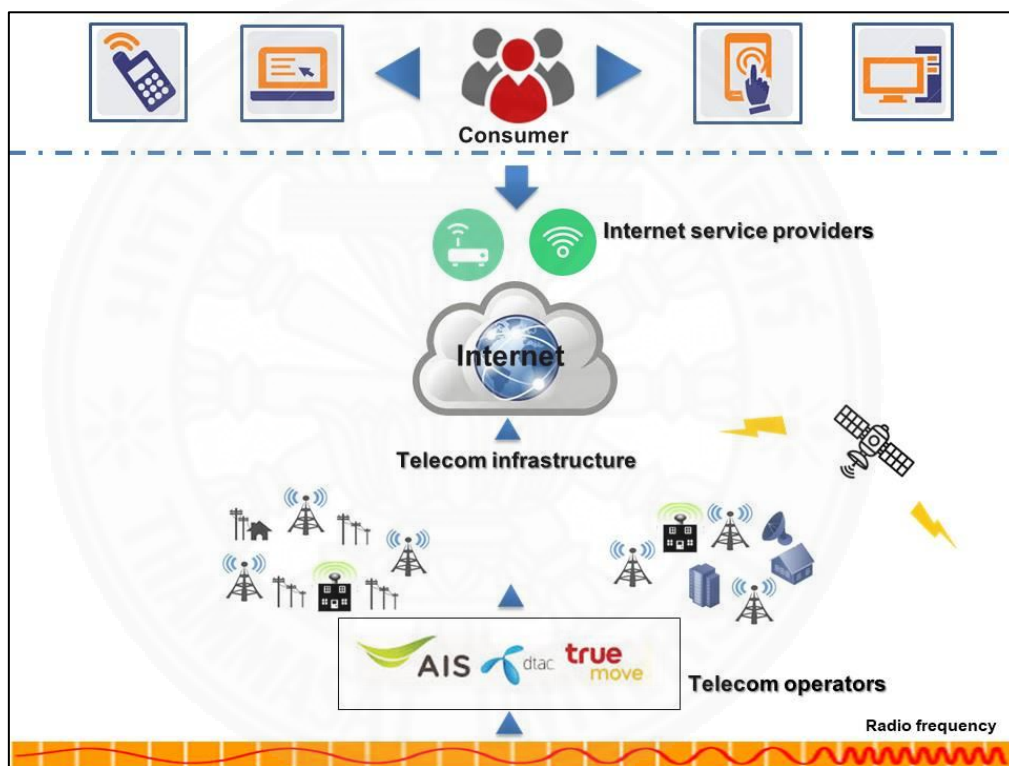 Consumer
Internet service providers
Internet
Telecom infrastructure
AIS
dtac
true
move
Telecom operators
Radio frequency